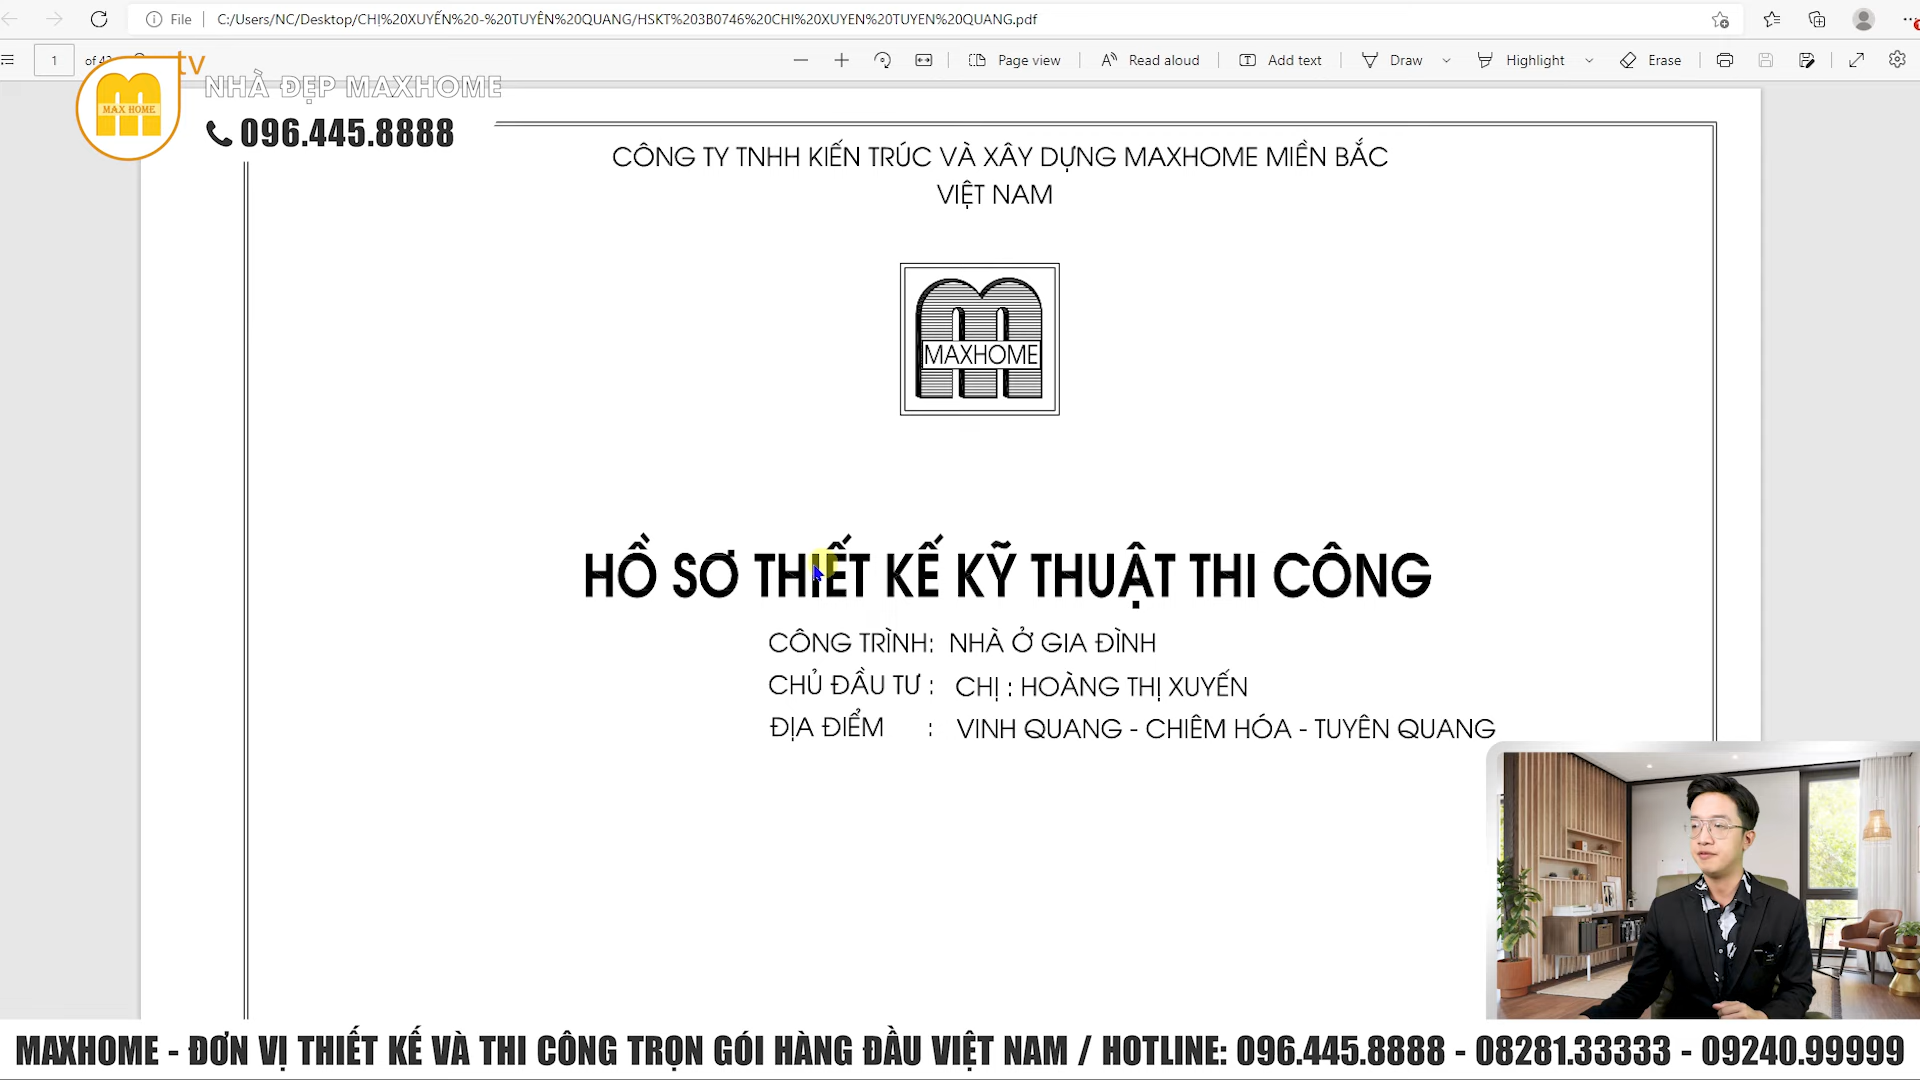 File
C:/Users/NC/Desktop/CHỊ%20XUYẾN%20-%20TUYÊN%20QUANG/HSKT%203B0746%20CHI%20XUYEN%20TUYEN%20QUANG.pdf
1
of 42
Page view
Read aloud
Add text
Draw
Highlight
Erase
tv
MAX HOME
NHÀ ĐẸP MAXHOME
096.445.8888
CÔNG TY TNHH KIẾN TRÚC VÀ XÂY DỰNG MAXHOME MIỀN BẮC
VIỆT NAM
MAXHOME
HỒ SƠ THIẾT KẾ KỸ THUẬT THI CÔNG
CÔNG TRÌNH: NHÀ Ở GIA ĐÌNH
CHỦ ĐẦU TƯ : CHỊ : HOÀNG THỊ XUYẾN
ĐỊA ĐIỂM : VINH QUANG - CHIÊM HÓA - TUYÊN QUANG
MAXHOME - ĐƠN VỊ THIẾT KẾ VÀ THI CÔNG TRỌN GÓI HÀNG ĐẦU VIỆT NAM / HOTLINE: 096.445.8888 - 08281.33333 - 09240.99999